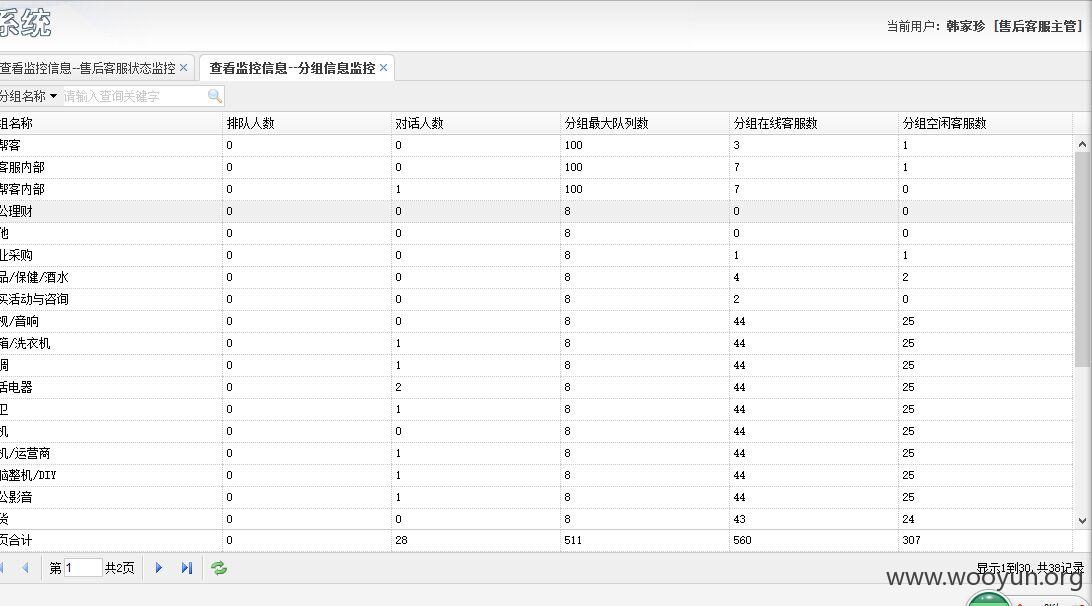 系统
当前用户: 韩家珍 [售后客服主管]
查看监控信息--售后客服状态监控 × 查看监控信息--分组信息监控 ×
分组名称 请输入查询关键字
组名称 排队人数 对话人数 分组最大队列数 分组在线客服数 分组空闲客服数
帮客 0 0 100 3 1
客服内部 0 0 100 7 1
帮客内部 0 1 100 7 0
公理财 0 0 8 0 0
他 0 0 8 0 0
业采购 0 0 8 1 1
品/保健/酒水 0 0 8 4 2
买活动与咨询 0 0 8 2 0
视/音响 0 0 8 44 25
箱/洗衣机 0 1 8 44 25
调 0 1 8 44 25
活电器 0 2 8 44 25
卫 0 1 8 44 25
机 0 0 8 44 25
机/运营商 0 1 8 44 25
脑整机/DIY 0 1 8 44 25
公影音 0 1 8 44 25
货 0 0 8 43 24
页合计 0 28 511 560 307
第 1 共2页 显示1到30,共38记录
www.wooyun.org